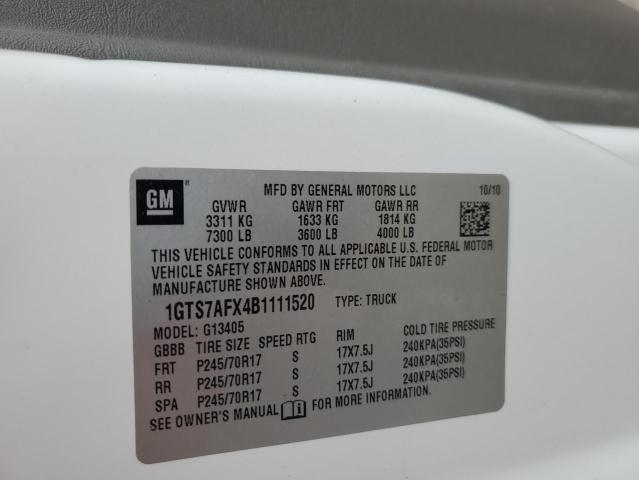 GM
MFD BY GENERAL MOTORS LLC 10/10
GVWR GAWR FRT GAWR RR
3311 KG 1633 KG 1814 KG
7300 LB 3600 LB 4000 LB
THIS VEHICLE CONFORMS TO ALL APPLICABLE U.S. FEDERAL MOTOR
VEHICLE SAFETY STANDARDS IN EFFECT ON THE DATE OF
MANUFACTURE SHOWN ABOVE.
1GTS7AFX4B1111520 TYPE: TRUCK
MODEL: G13405
GBBB TIRE SIZE SPEED RTG RIM COLD TIRE PRESSURE
FRT P245/70R17 S 17X7.5J 240KPA(35PSI)
RR P245/70R17 S 17X7.5J 240KPA(35PSI)
SPA P245/70R17 S 17X7.5J 240KPA(35PSI)
SEE OWNER'S MANUAL FOR MORE INFORMATION.